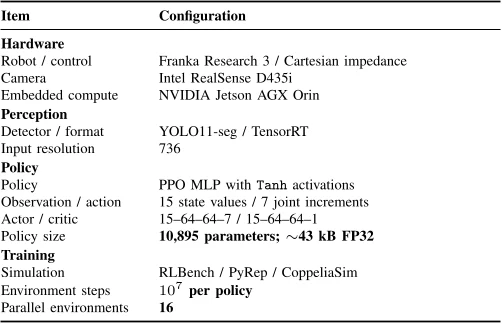 Item Configuration
Hardware
Robot / control Franka Research 3 / Cartesian impedance
Camera Intel RealSense D435i
Embedded compute NVIDIA Jetson AGX Orin
Perception
Detector / format YOLO11-seg / TensorRT
Input resolution 736
Policy
Policy PPO MLP with Tanh activations
Observation / action 15 state values / 7 joint increments
Actor / critic 15–64–64–7 / 15–64–64–1
Policy size 10,895 parameters; ∼43 kB FP32
Training
Simulation RLBench / PyRep / CoppeliaSim
Environment steps 10⁷ per policy
Parallel environments 16